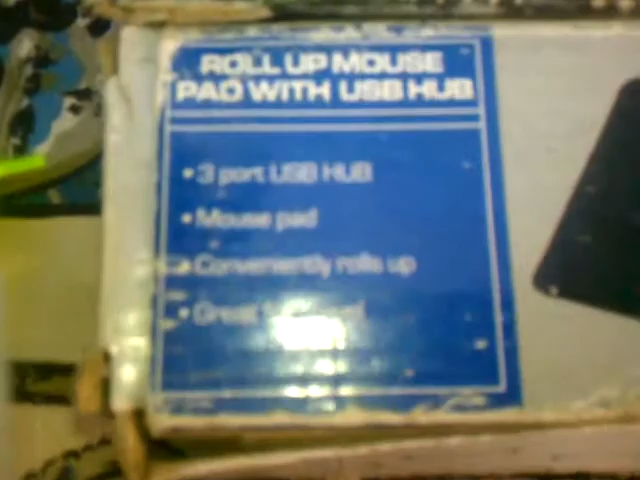 ROLL UP MOUSE
PAD WITH USB HUB
• 3 port USB HUB
• Mouse pad
• Conveniently rolls up
• Great